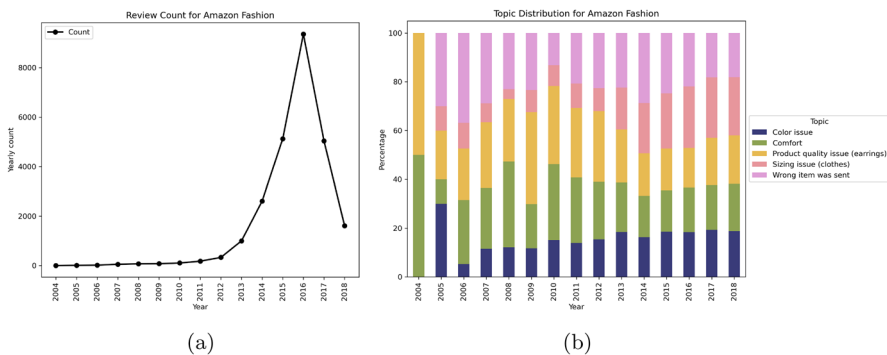 Review Count for Amazon Fashion
Count
8000
6000
4000
2000
0
Yearly count
2004 2005 2006 2007 2008 2009 2010 2011 2012 2013 2014 2015 2016 2017 2018
Year
(a)
Topic Distribution for Amazon Fashion
100
80
60
40
20
0
Percentage
2004 2005 2006 2007 2008 2009 2010 2011 2012 2013 2014 2015 2016 2017 2018
Year
Topic
Color issue
Comfort
Product quality issue (earrings)
Sizing issue (clothes)
Wrong item was sent
(b)